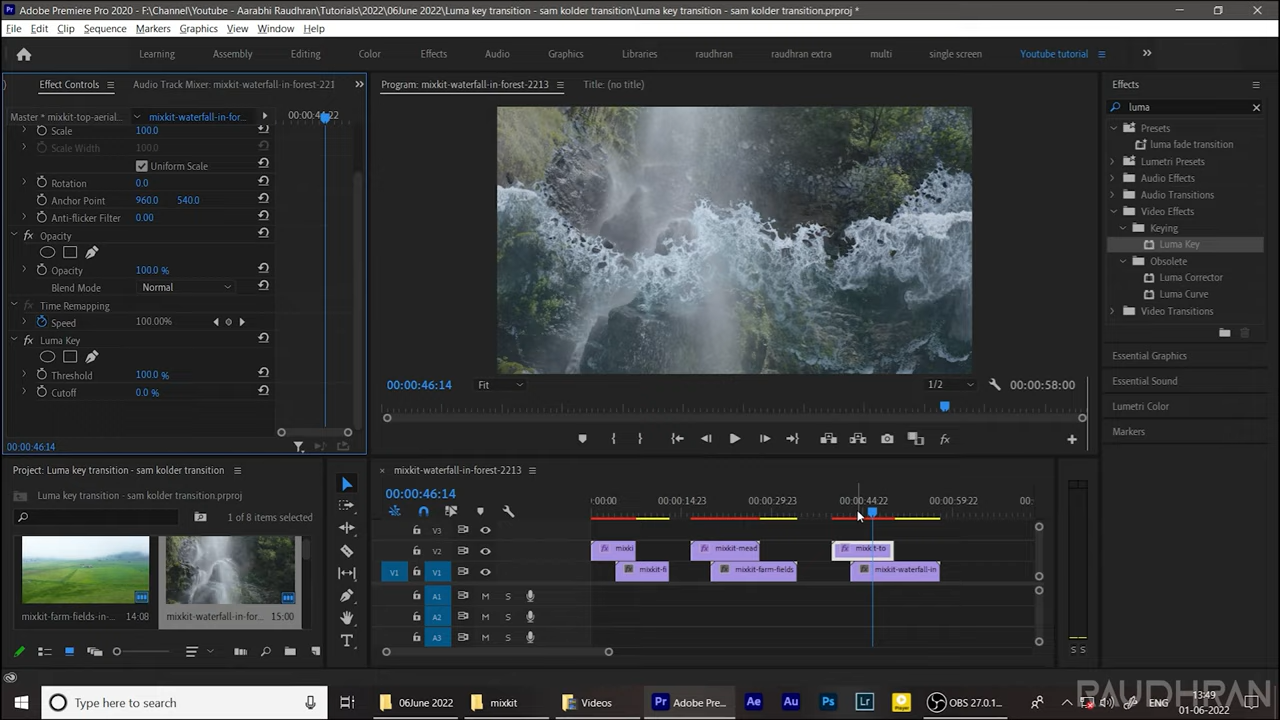 Adobe Premiere Pro 2020 - F:\Channel\Youtube - Aarabhi Raudhran\Tutorials\2022\06June 2022\Luma key transition - sam kolder transition\Luma key transition - sam kolder transition.prproj *
File Edit Clip Sequence Markers Graphics View Window Help
Learning Assembly Editing Color Effects Audio Graphics Libraries raudhran raudhran extra multi single screen Youtube tutorial
Effect Controls Audio Track Mixer: mixkit-waterfall-in-forest-221
Master * mixkit-top-aerial... mixkit-waterfall-in-for... 00:00:44:22
Scale 100.0
Scale Width 100.0
Uniform Scale
Rotation 0.0
Anchor Point 960.0 540.0
Anti-flicker Filter 0.00
fx Opacity
Opacity 100.0 %
Blend Mode Normal
fx Time Remapping
Speed 100.00%
fx Luma Key
Threshold 100.0 %
Cutoff 0.0 %
00:00:46:14
Program: mixkit-waterfall-in-forest-2213 Title: (no title)
00:00:46:14 Fit 1/2 00:00:58:00
Effects
luma
Presets
luma fade transition
Lumetri Presets
Audio Effects
Audio Transitions
Video Effects
Keying
Luma Key
Obsolete
Luma Corrector
Luma Curve
Video Transitions
Essential Graphics
Essential Sound
Lumetri Color
Markers
Project: Luma key transition - sam kolder transition
Luma key transition - sam kolder transition.prproj
1 of 8 items selected
mixkit-farm-fields-in-... 14:08 mixkit-waterfall-in-for... 15:00
mixkit-waterfall-in-forest-2213
00:00:46:14
:00:00 00:00:14:23 00:00:29:23 00:00:44:22 00:00:59:22 00:
V3
V2 mixki mixkit-mead mixkit-to
V1 V1 mixkit-fi mixkit-farm-fields mixkit-waterfall-in
A1 M S
A2 M S
A3 M S
S S
Type here to search
06June 2022 mixkit Videos Pr Adobe Pre... Ae Au Ps Lr Player OBS 27.0.1... ENG 13:49
01-06-2022
RAUDHRAN